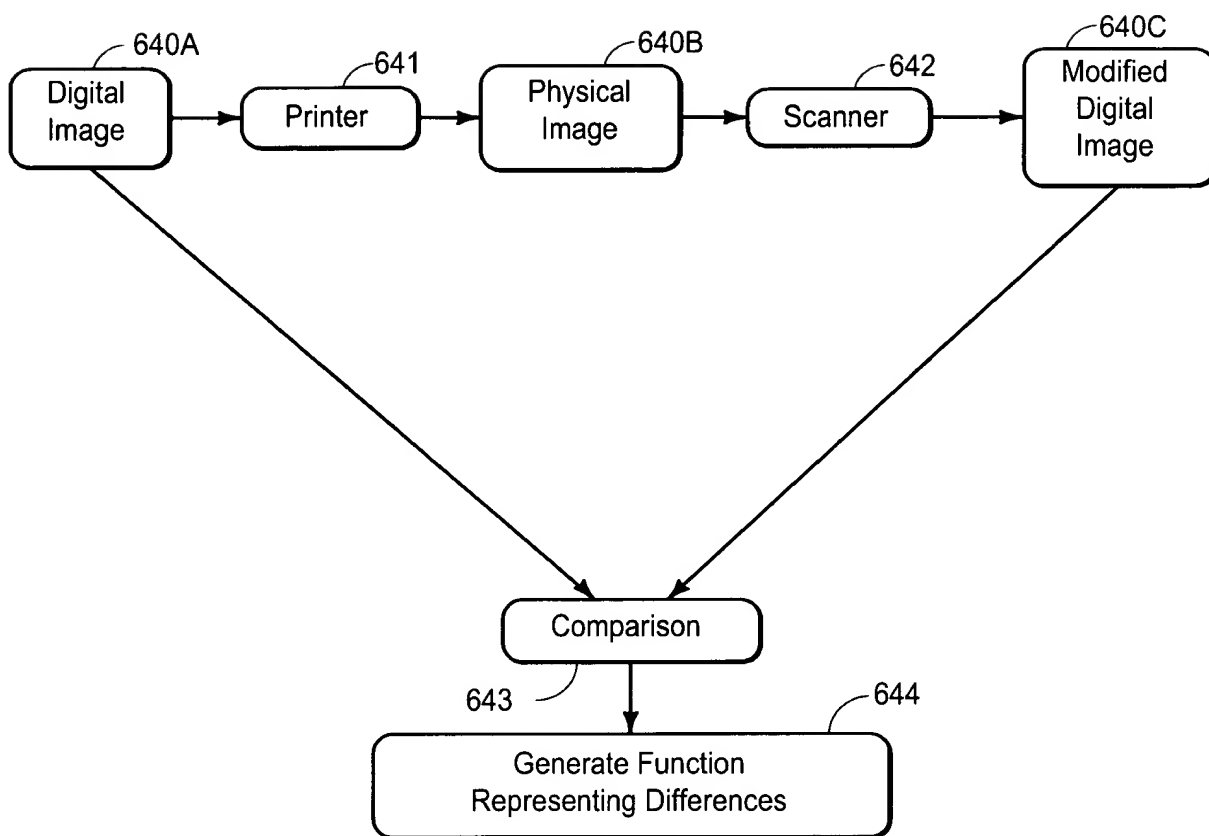 640A
641
640B
642
640C
Digital
Image
Printer
Physical
Image
Scanner
Modified
Digital
Image
Comparison
643
644
Generate Function
Representing Differences